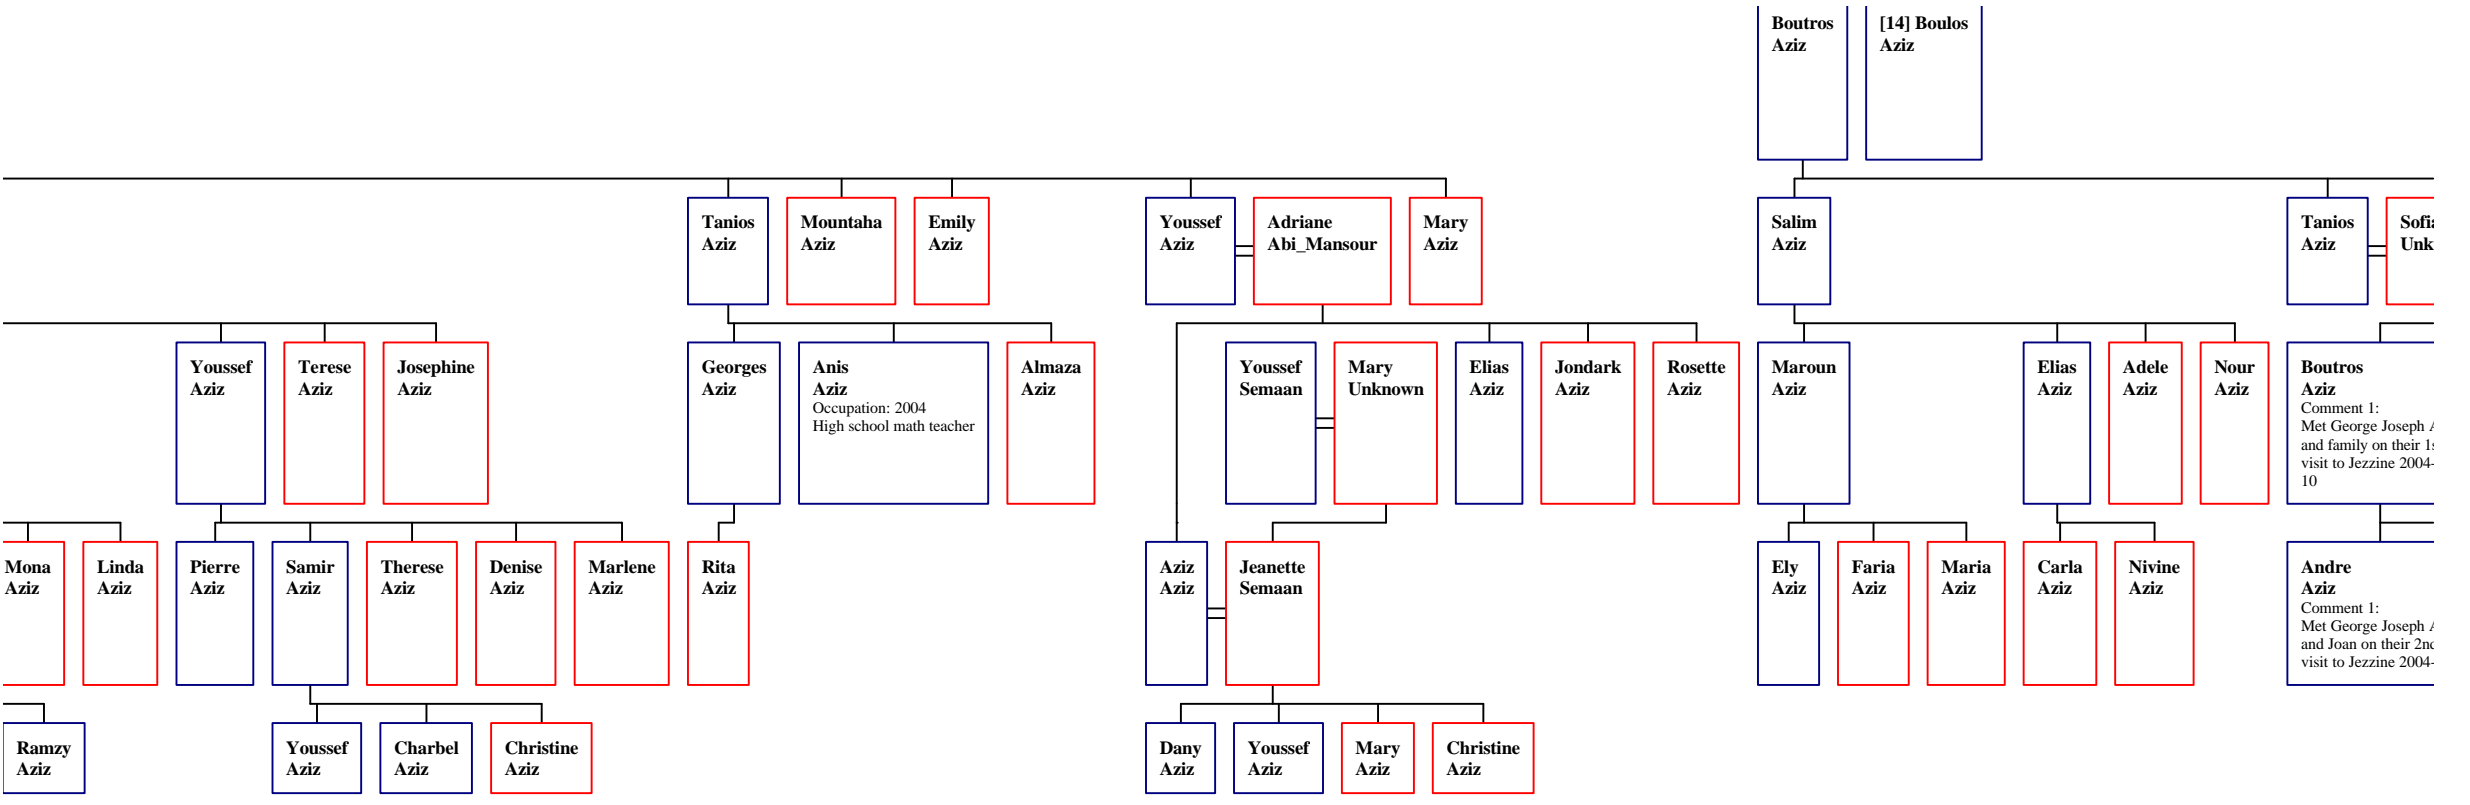 Boutros
Aziz
[14] Boulos
Aziz
Tanios
Aziz
Mountaha
Aziz
Emily
Aziz
Youssef
Aziz
Adriane
Abi_Mansour
Mary
Aziz
Salim
Aziz
Tanios
Aziz
Sofia
Unk
Youssef
Aziz
Terese
Aziz
Josephine
Aziz
Georges
Aziz
Anis
Aziz
Occupation: 2004
High school math teacher
Almaza
Aziz
Youssef
Semaan
Mary
Unknown
Elias
Aziz
Jondark
Aziz
Rosette
Aziz
Maroun
Aziz
Elias
Aziz
Adele
Aziz
Nour
Aziz
Boutros
Aziz
Comment 1:
Met George Joseph A
and family on their 1s
visit to Jezzine 2004-
10
Mona
Aziz
Linda
Aziz
Pierre
Aziz
Samir
Aziz
Therese
Aziz
Denise
Aziz
Marlene
Aziz
Rita
Aziz
Aziz
Aziz
Jeanette
Semaan
Ely
Aziz
Faria
Aziz
Maria
Aziz
Carla
Aziz
Nivine
Aziz
Andre
Aziz
Comment 1:
Met George Joseph A
and Joan on their 2nd
visit to Jezzine 2004-
Ramzy
Aziz
Youssef
Aziz
Charbel
Aziz
Christine
Aziz
Dany
Aziz
Youssef
Aziz
Mary
Aziz
Christine
Aziz